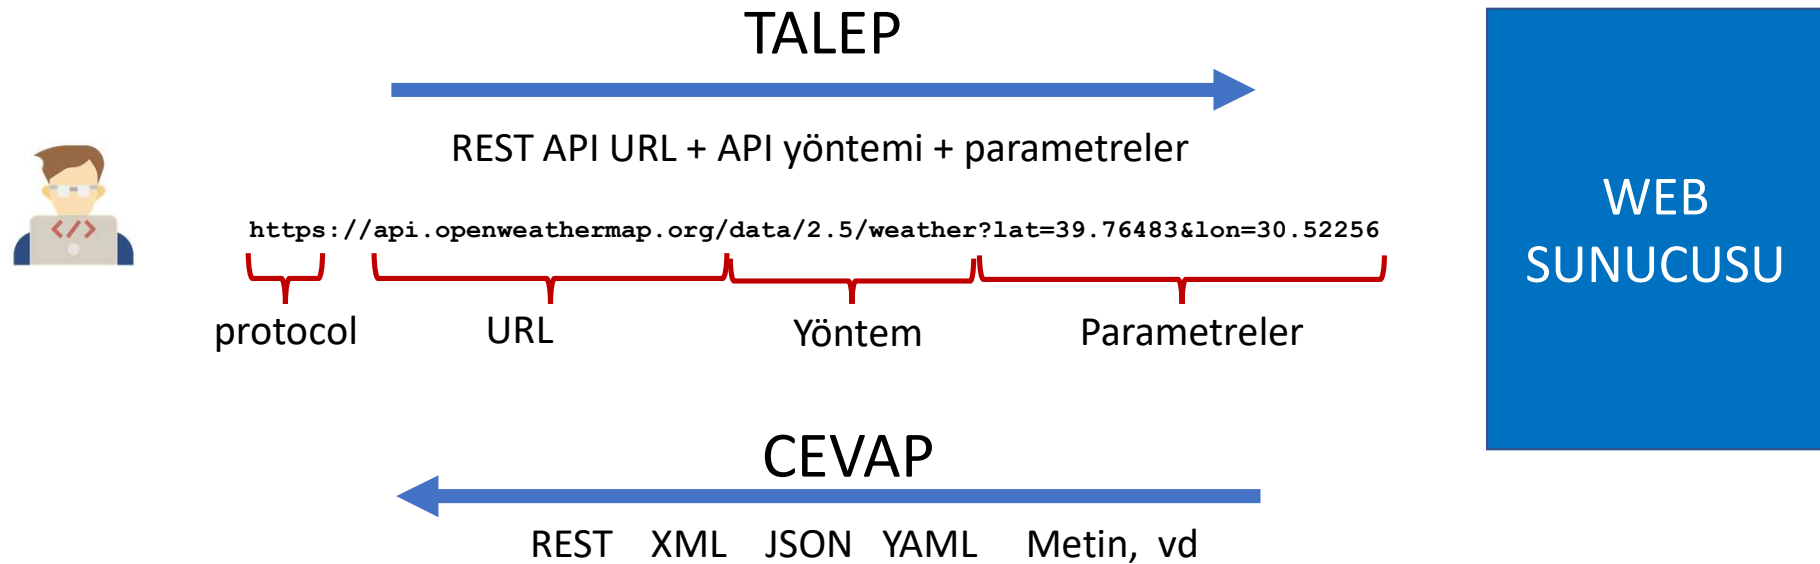 TALEP
REST API URL + API yöntemi + parametreler
</>
https://api.openweathermap.org/data/2.5/weather?lat=39.76483&lon=30.52256
protocol URL Yöntem Parametreler
WEB
SUNUCUSU
CEVAP
REST XML JSON YAML Metin, vd